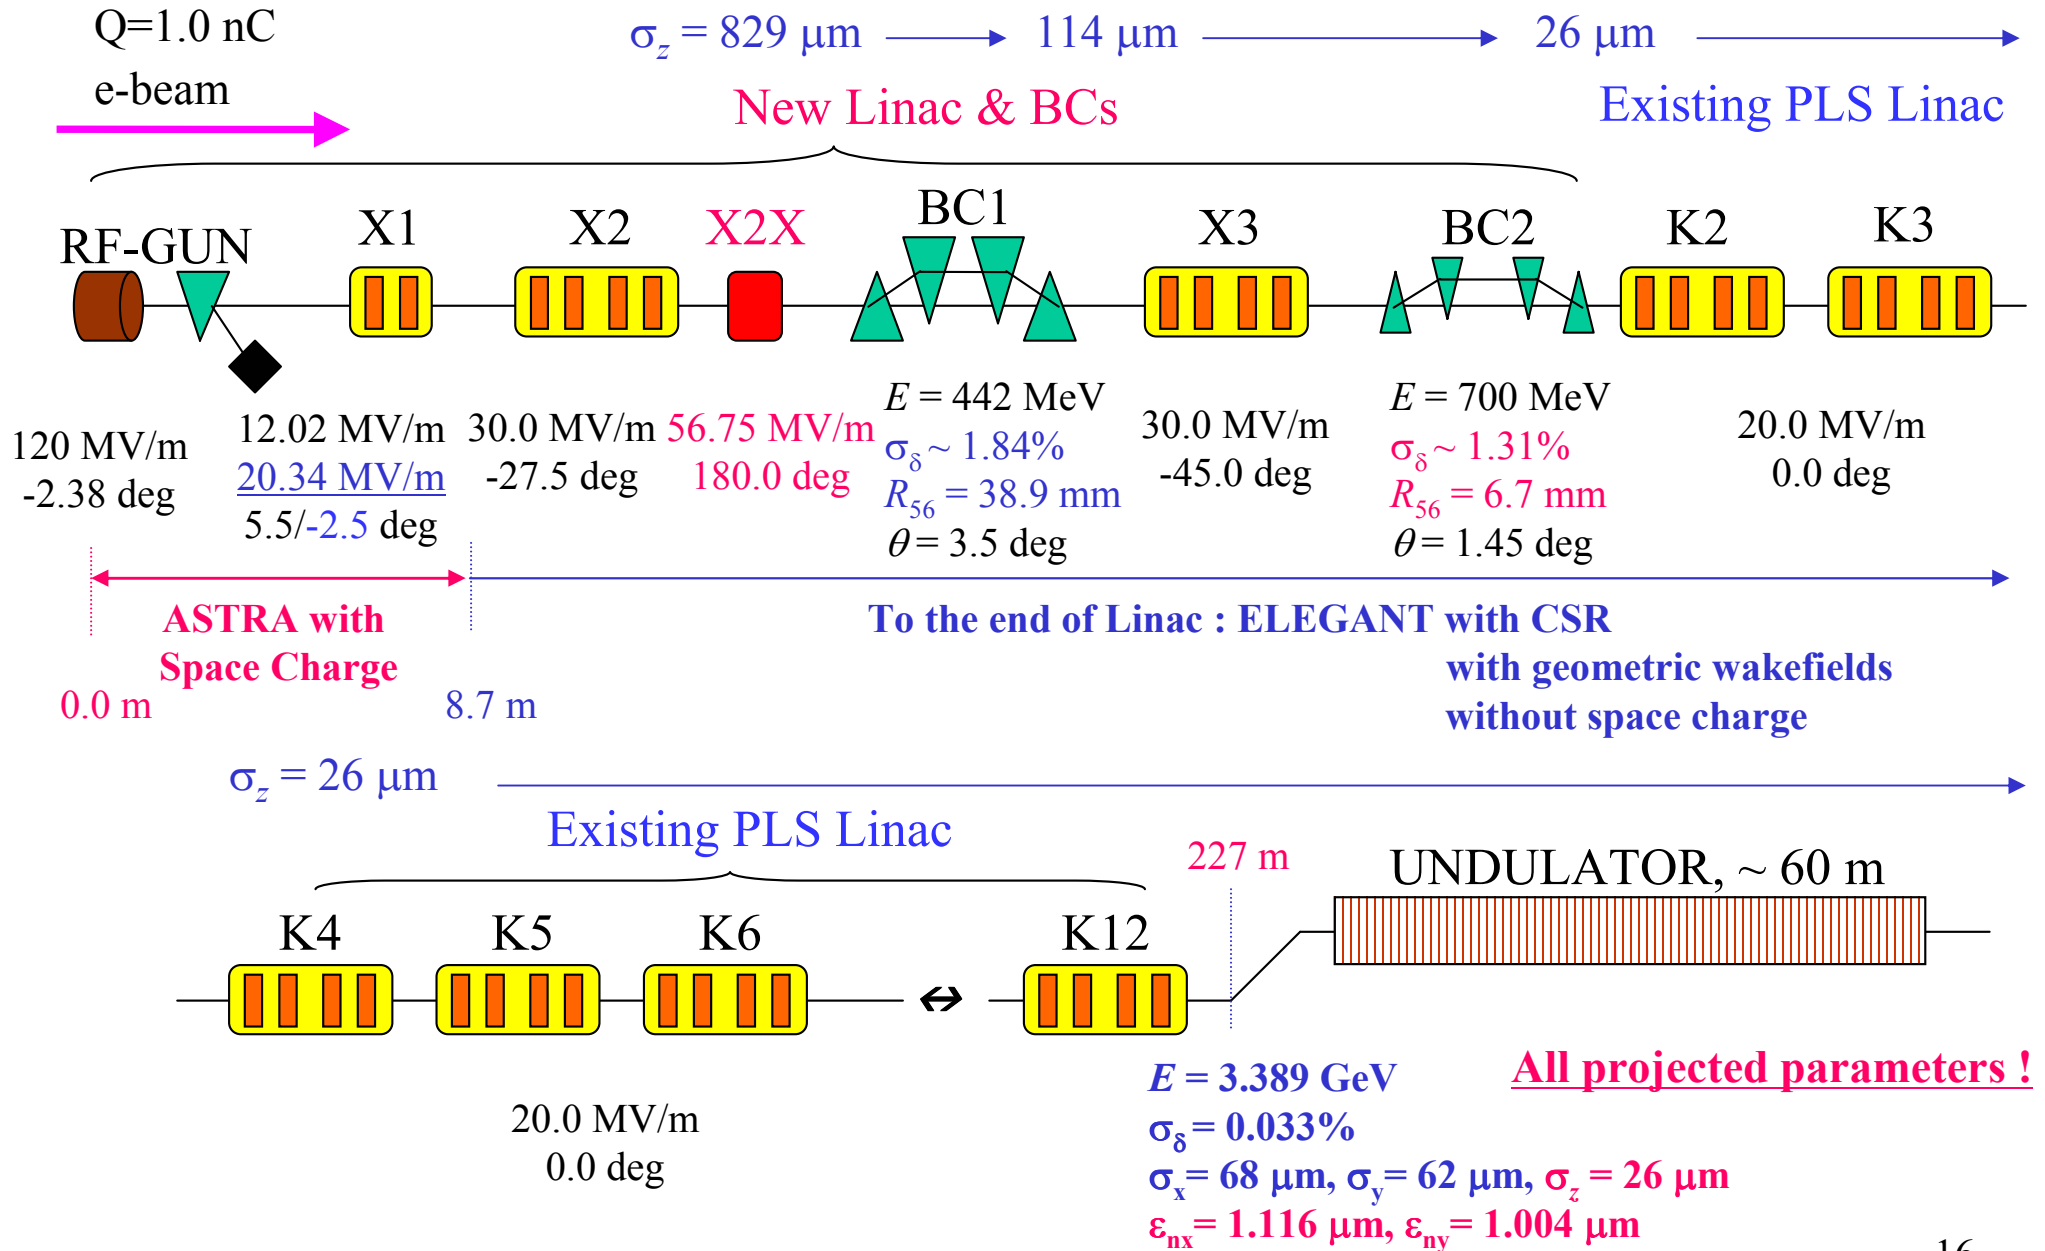 Q=1.0 nC
e-beam
σz = 829 μm 114 μm 26 μm
New Linac & BCs
Existing PLS Linac
RF-GUN X1 X2 X2X BC1 X3 BC2 K2 K3
120 MV/m
-2.38 deg
12.02 MV/m
20.34 MV/m
5.5/-2.5 deg
30.0 MV/m
-27.5 deg
56.75 MV/m
180.0 deg
E = 442 MeV
σδ ~ 1.84%
R56 = 38.9 mm
θ = 3.5 deg
30.0 MV/m
-45.0 deg
E = 700 MeV
σδ ~ 1.31%
R56 = 6.7 mm
θ = 1.45 deg
20.0 MV/m
0.0 deg
ASTRA with
Space Charge
0.0 m
8.7 m
To the end of Linac : ELEGANT with CSR
with geometric wakefields
without space charge
σz = 26 μm
Existing PLS Linac
227 m
UNDULATOR, ~ 60 m
K4 K5 K6 K12
20.0 MV/m
0.0 deg
E = 3.389 GeV
σδ = 0.033%
σx= 68 μm, σy= 62 μm, σz = 26 μm
εnx= 1.116 μm, εny= 1.004 μm
All projected parameters !
16